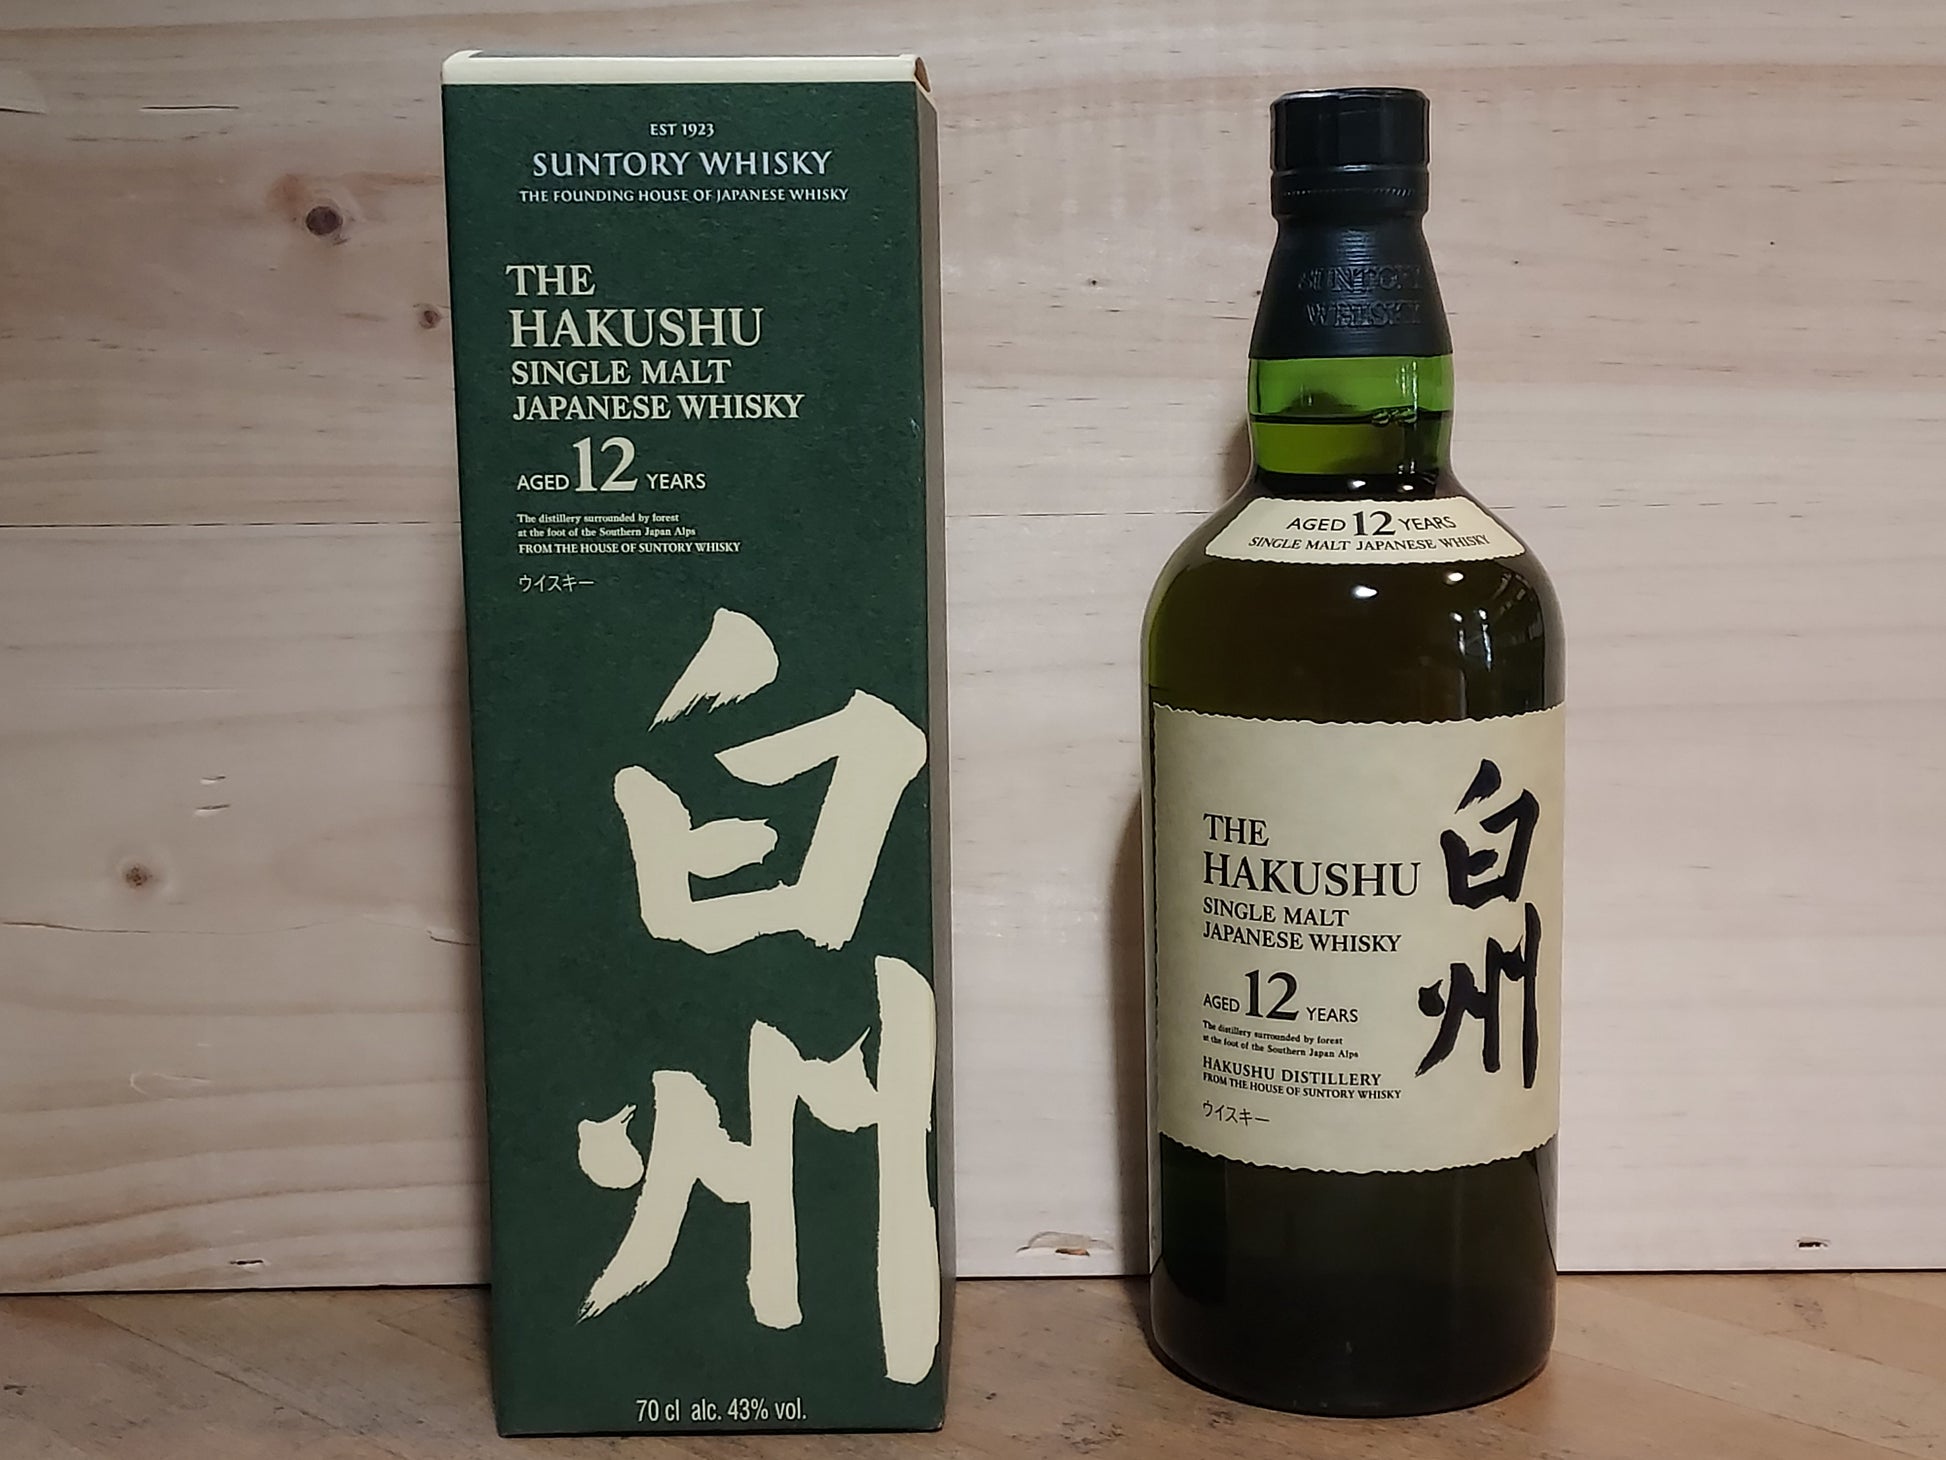 EST 1923
SUNTORY WHISKY
THE FOUNDING HOUSE OF JAPANESE WHISKY
THE
HAKUSHU
SINGLE MALT
JAPANESE WHISKY
AGED 12 YEARS
The distillery surrounded by forest
at the foot of the Southern Japan Alps
FROM THE HOUSE OF SUNTORY WHISKY
ウイスキー
白
州
70 cl alc. 43% vol.
SUNTORY
WHISKY
AGED 12 YEARS
SINGLE MALT JAPANESE WHISKY
THE
HAKUSHU
SINGLE MALT
JAPANESE WHISKY
AGED 12 YEARS
The distillery surrounded by forest
at the foot of the Southern Japan Alps
HAKUSHU DISTILLERY
FROM THE HOUSE OF SUNTORY WHISKY
ウイスキー
白
州